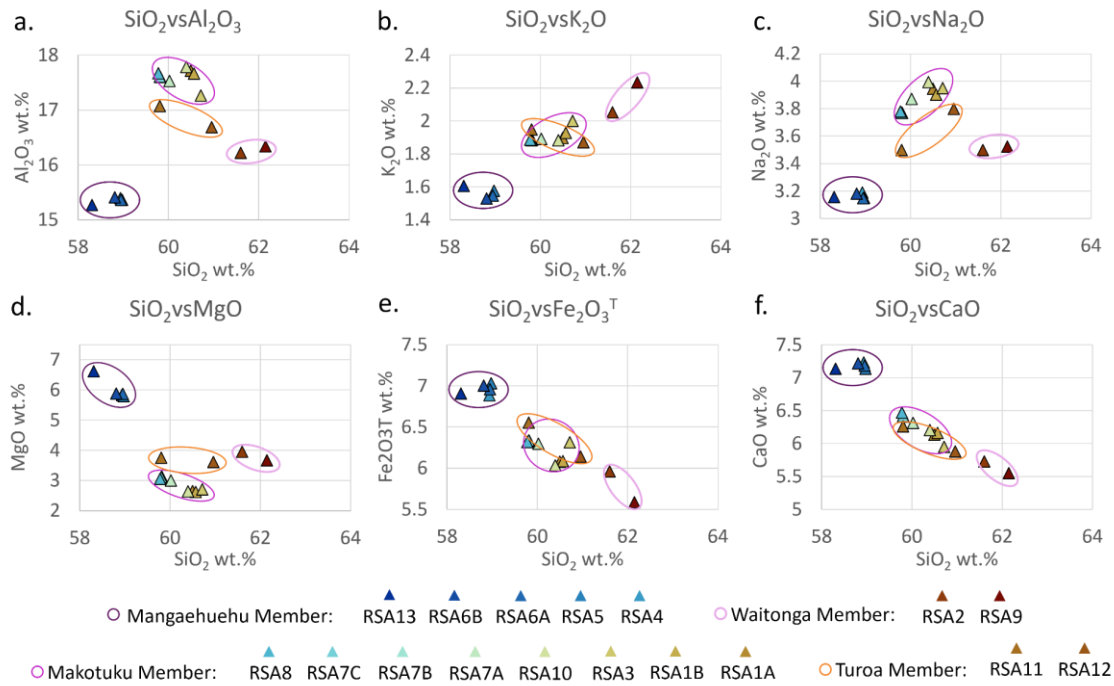 a. SiO₂vsAl₂O₃
18
17
16
15
Al₂O₃ wt.%
58 60 62 64
SiO₂ wt.%
b. SiO₂vsK₂O
2.4
2.2
2
1.8
1.6
1.4
K₂O wt.%
58 60 62 64
SiO₂ wt.%
c. SiO₂vsNa₂O
4.2
4
3.8
3.6
3.4
3.2
3
Na₂O wt.%
58 60 62 64
SiO₂ wt.%
d. SiO₂vsMgO
7
6
5
4
3
2
MgO wt.%
58 60 62 64
SiO₂ wt.%
e. SiO₂vsFe₂O₃ᵀ
7.5
7
6.5
6
5.5
Fe2O3T wt.%
58 60 62 64
SiO₂ wt.%
f. SiO₂vsCaO
7.5
7
6.5
6
5.5
5
CaO wt.%
58 60 62 64
SiO₂ wt.%
Mangaehuehu Member: RSA13 RSA6B RSA6A RSA5 RSA4
Waitonga Member: RSA2 RSA9
Makotuku Member: RSA8 RSA7C RSA7B RSA7A RSA10 RSA3 RSA1B RSA1A
Turoa Member: RSA11 RSA12